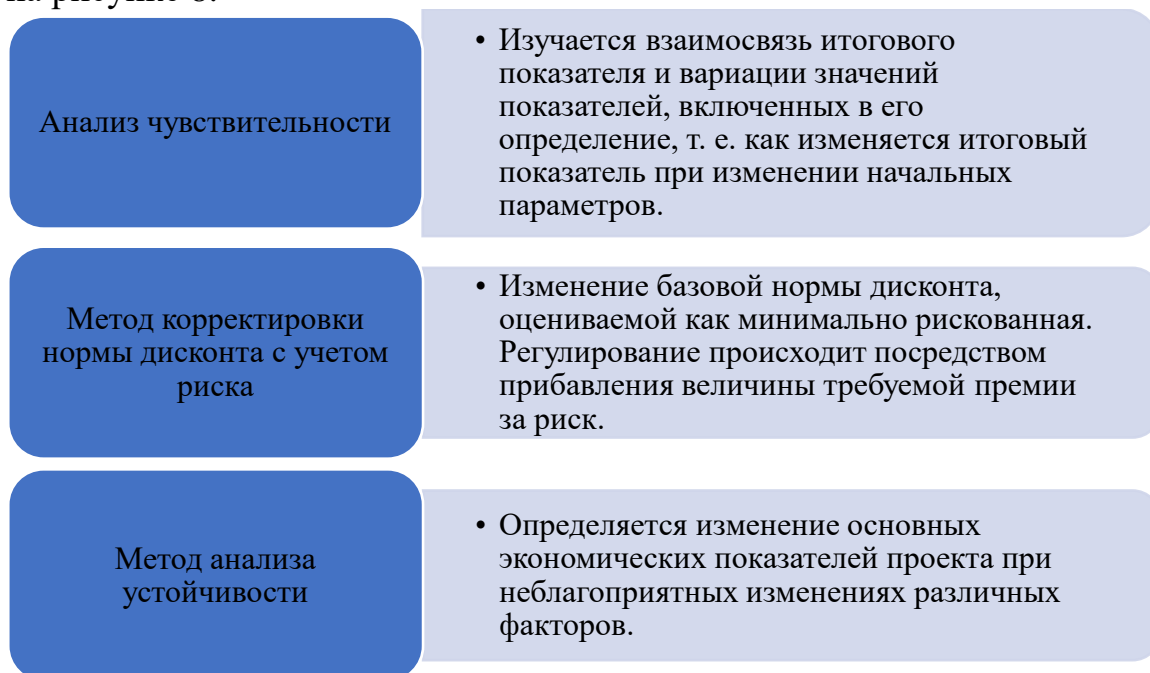 Анализ чувствительности
• Изучается взаимосвязь итогового
показателя и вариации значений
показателей, включенных в его
определение, т. е. как изменяется итоговый
показатель при изменении начальных
параметров.
Метод корректировки
нормы дисконта с учетом
риска
• Изменение базовой нормы дисконта,
оцениваемой как минимально рискованная.
Регулирование происходит посредством
прибавления величины требуемой премии
за риск.
Метод анализа
устойчивости
• Определяется изменение основных
экономических показателей проекта при
неблагоприятных изменениях различных
факторов.